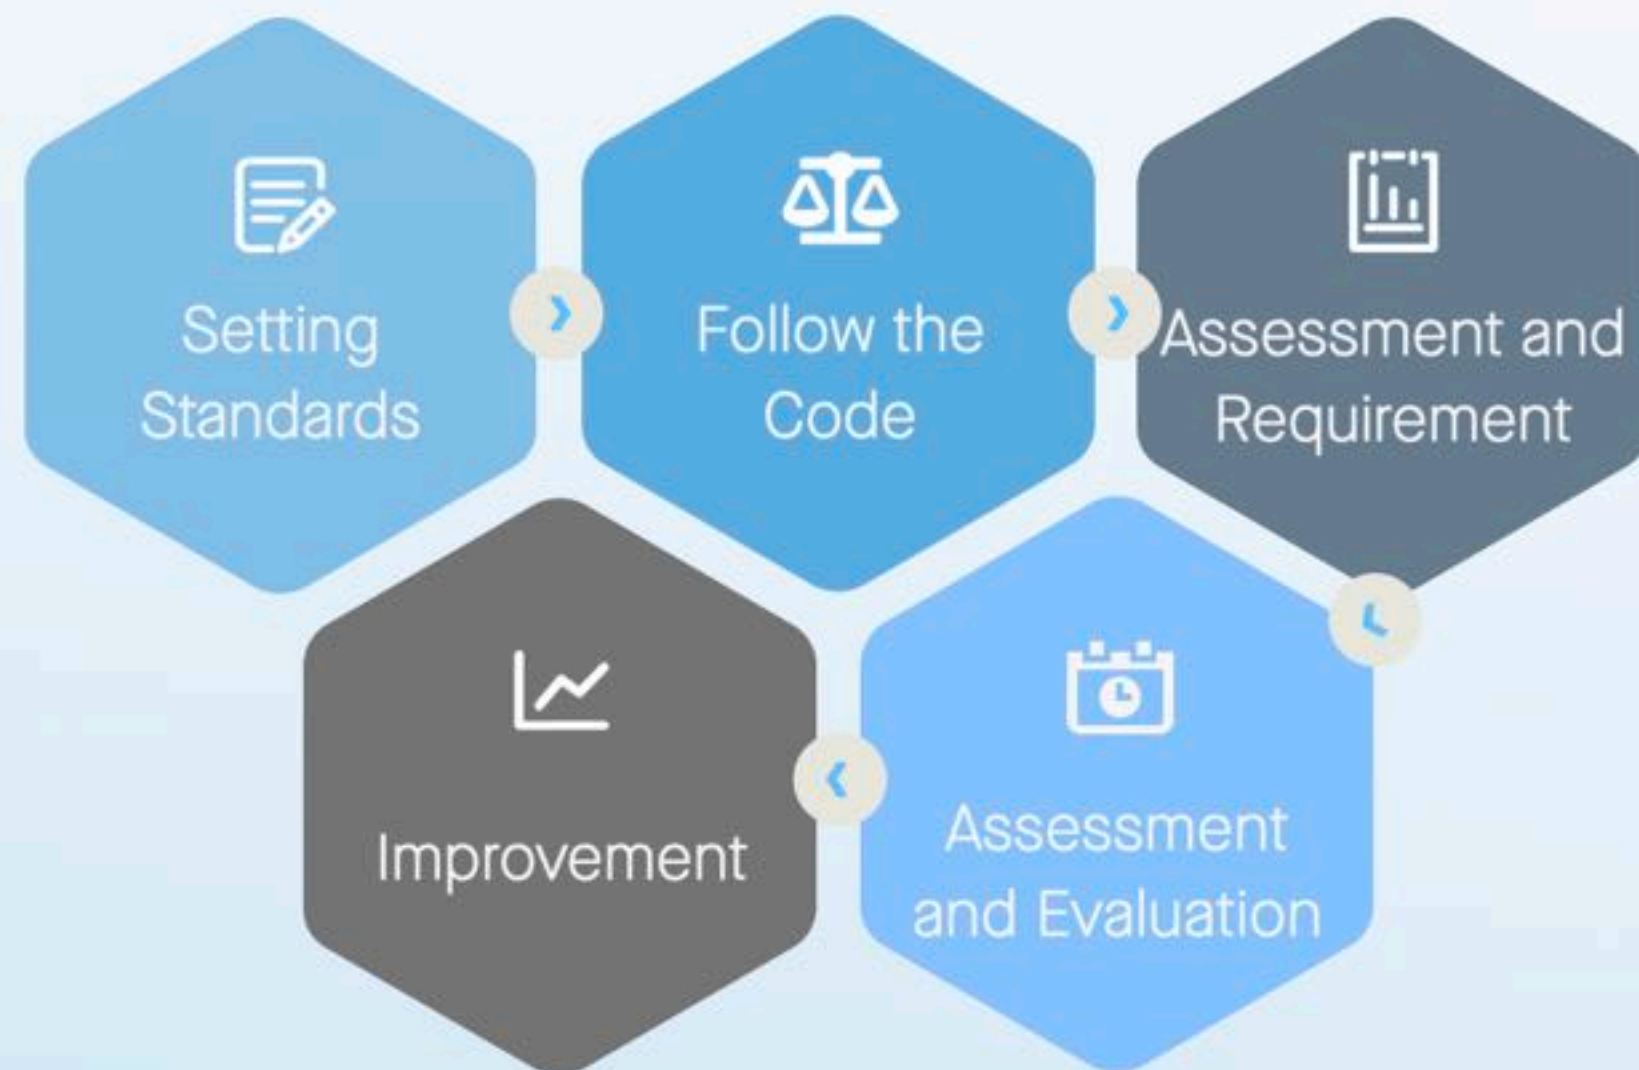 Setting
Standards
Follow the
Code
Assessment and
Requirement
Assessment
and Evaluation
Improvement